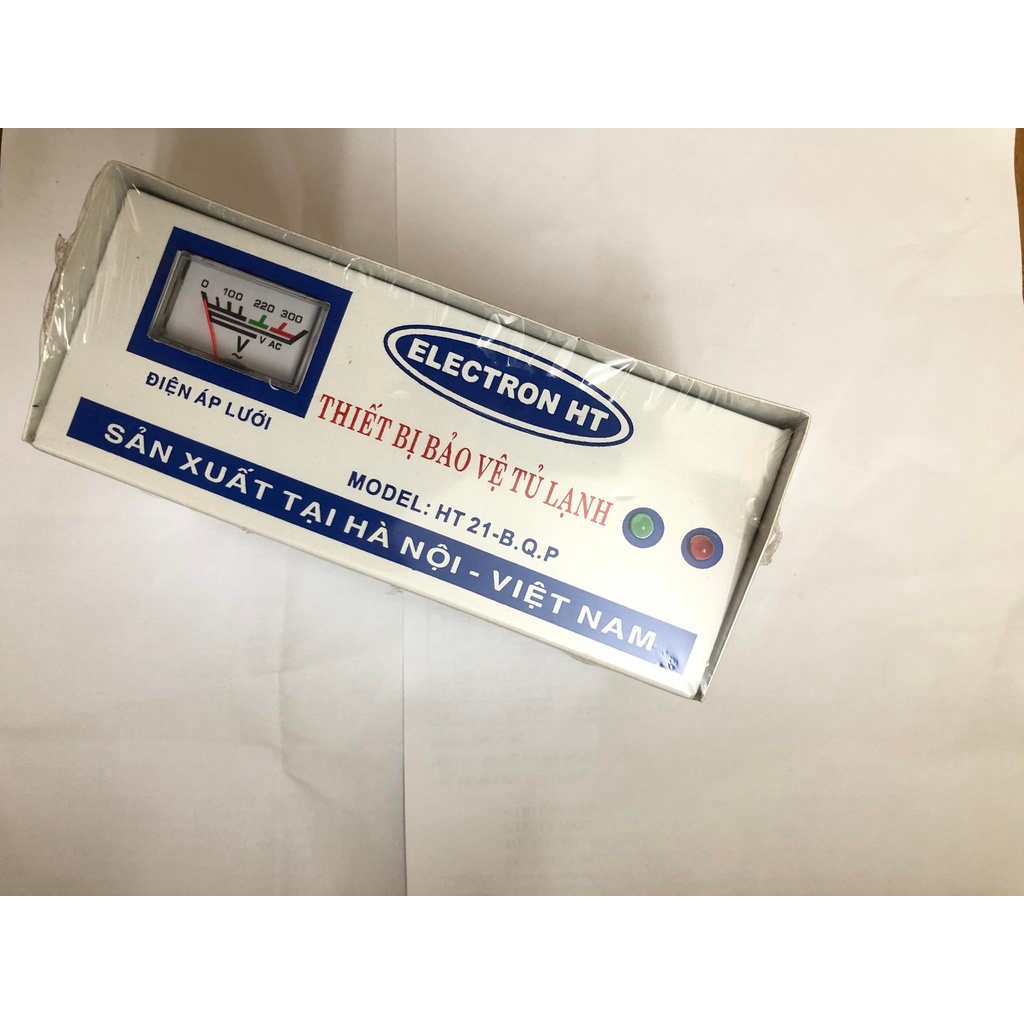 0 100 220 300
V AC
V
~
ĐIỆN ÁP LƯỚI
ELECTRON HT
THIẾT BỊ BẢO VỆ TỦ LẠNH
MODEL: HT 21-B.Q.P
SẢN XUẤT TẠI HÀ NỘI - VIỆT NAM